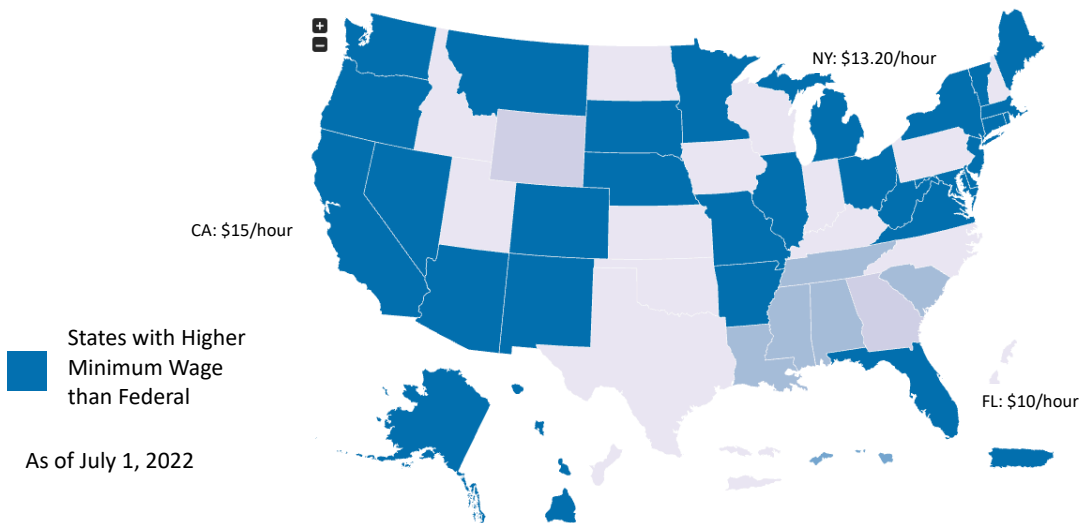 +
−
NY: $13.20/hour
CA: $15/hour
States with Higher
Minimum Wage
than Federal
FL: $10/hour
As of July 1, 2022